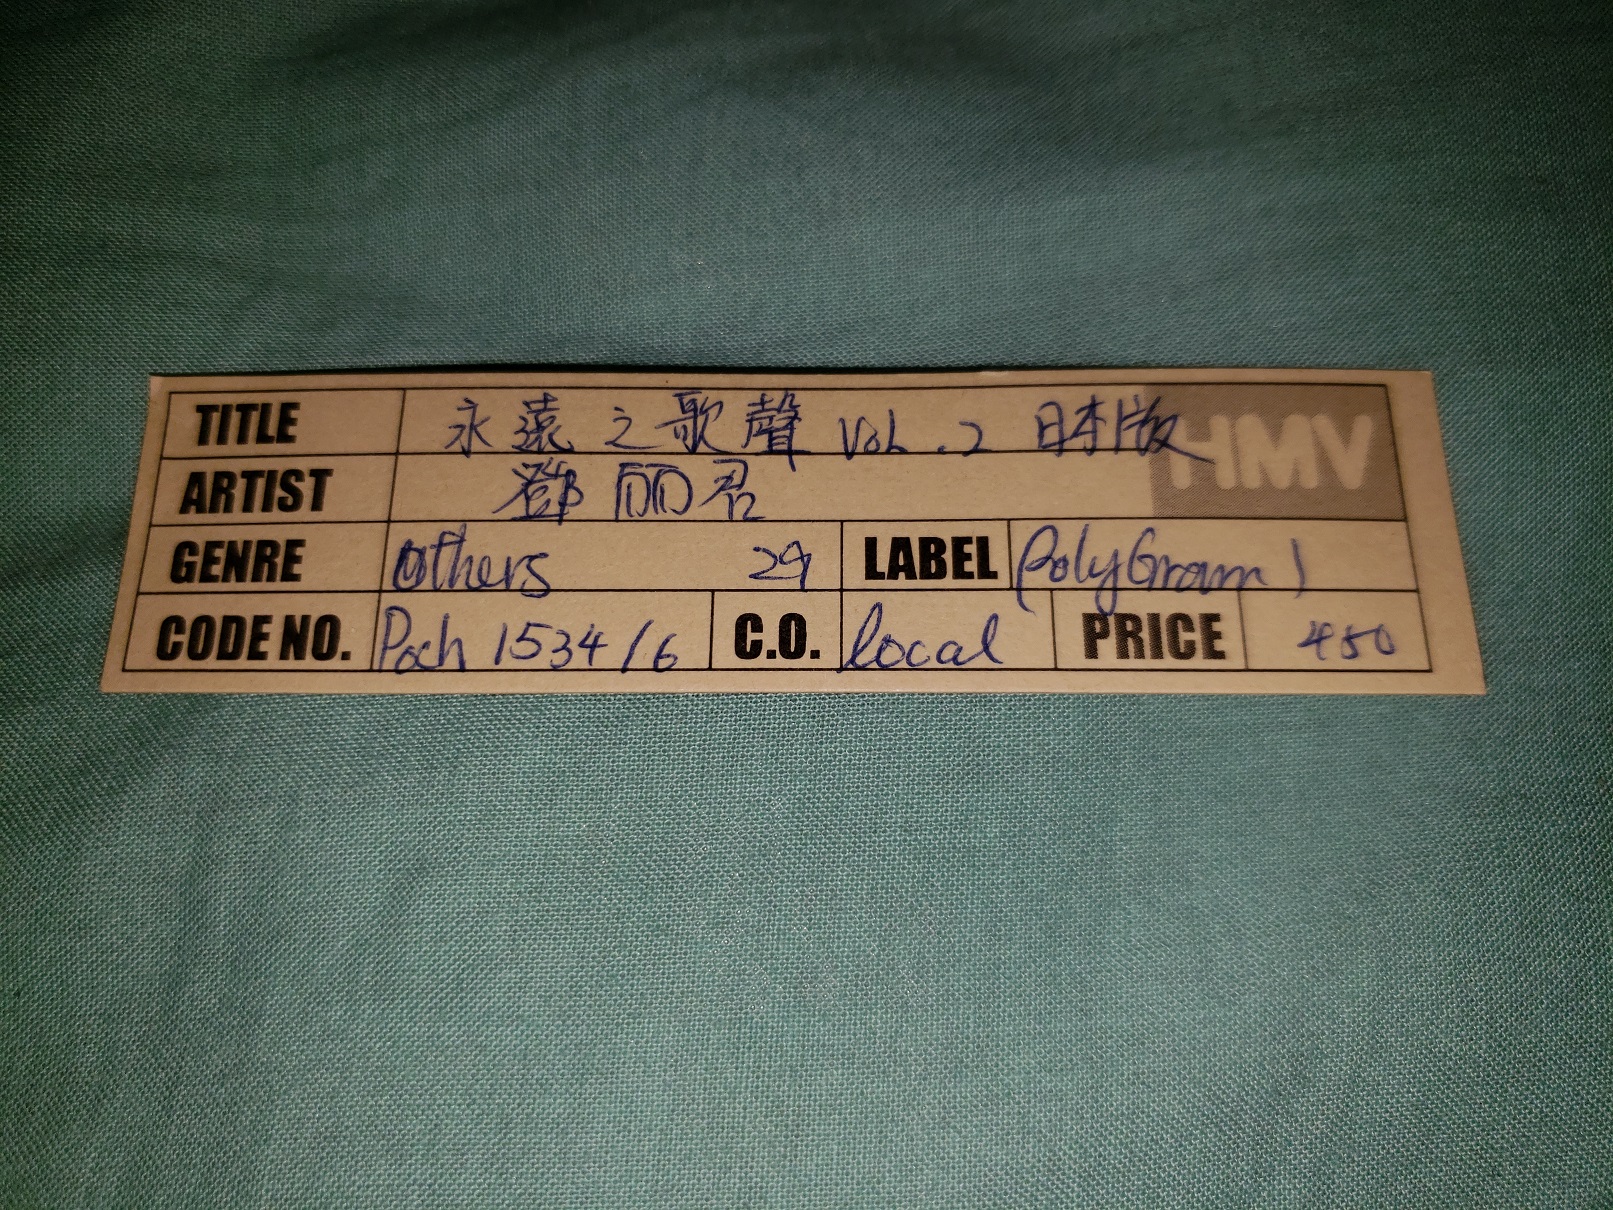 TITLE 永遠之歌聲 Vol.2 日本版 HMV
ARTIST 鄧丽君
GENRE Others 29 LABEL PolyGram 1
CODE NO. Poch 1534/6 C.O. local PRICE 450